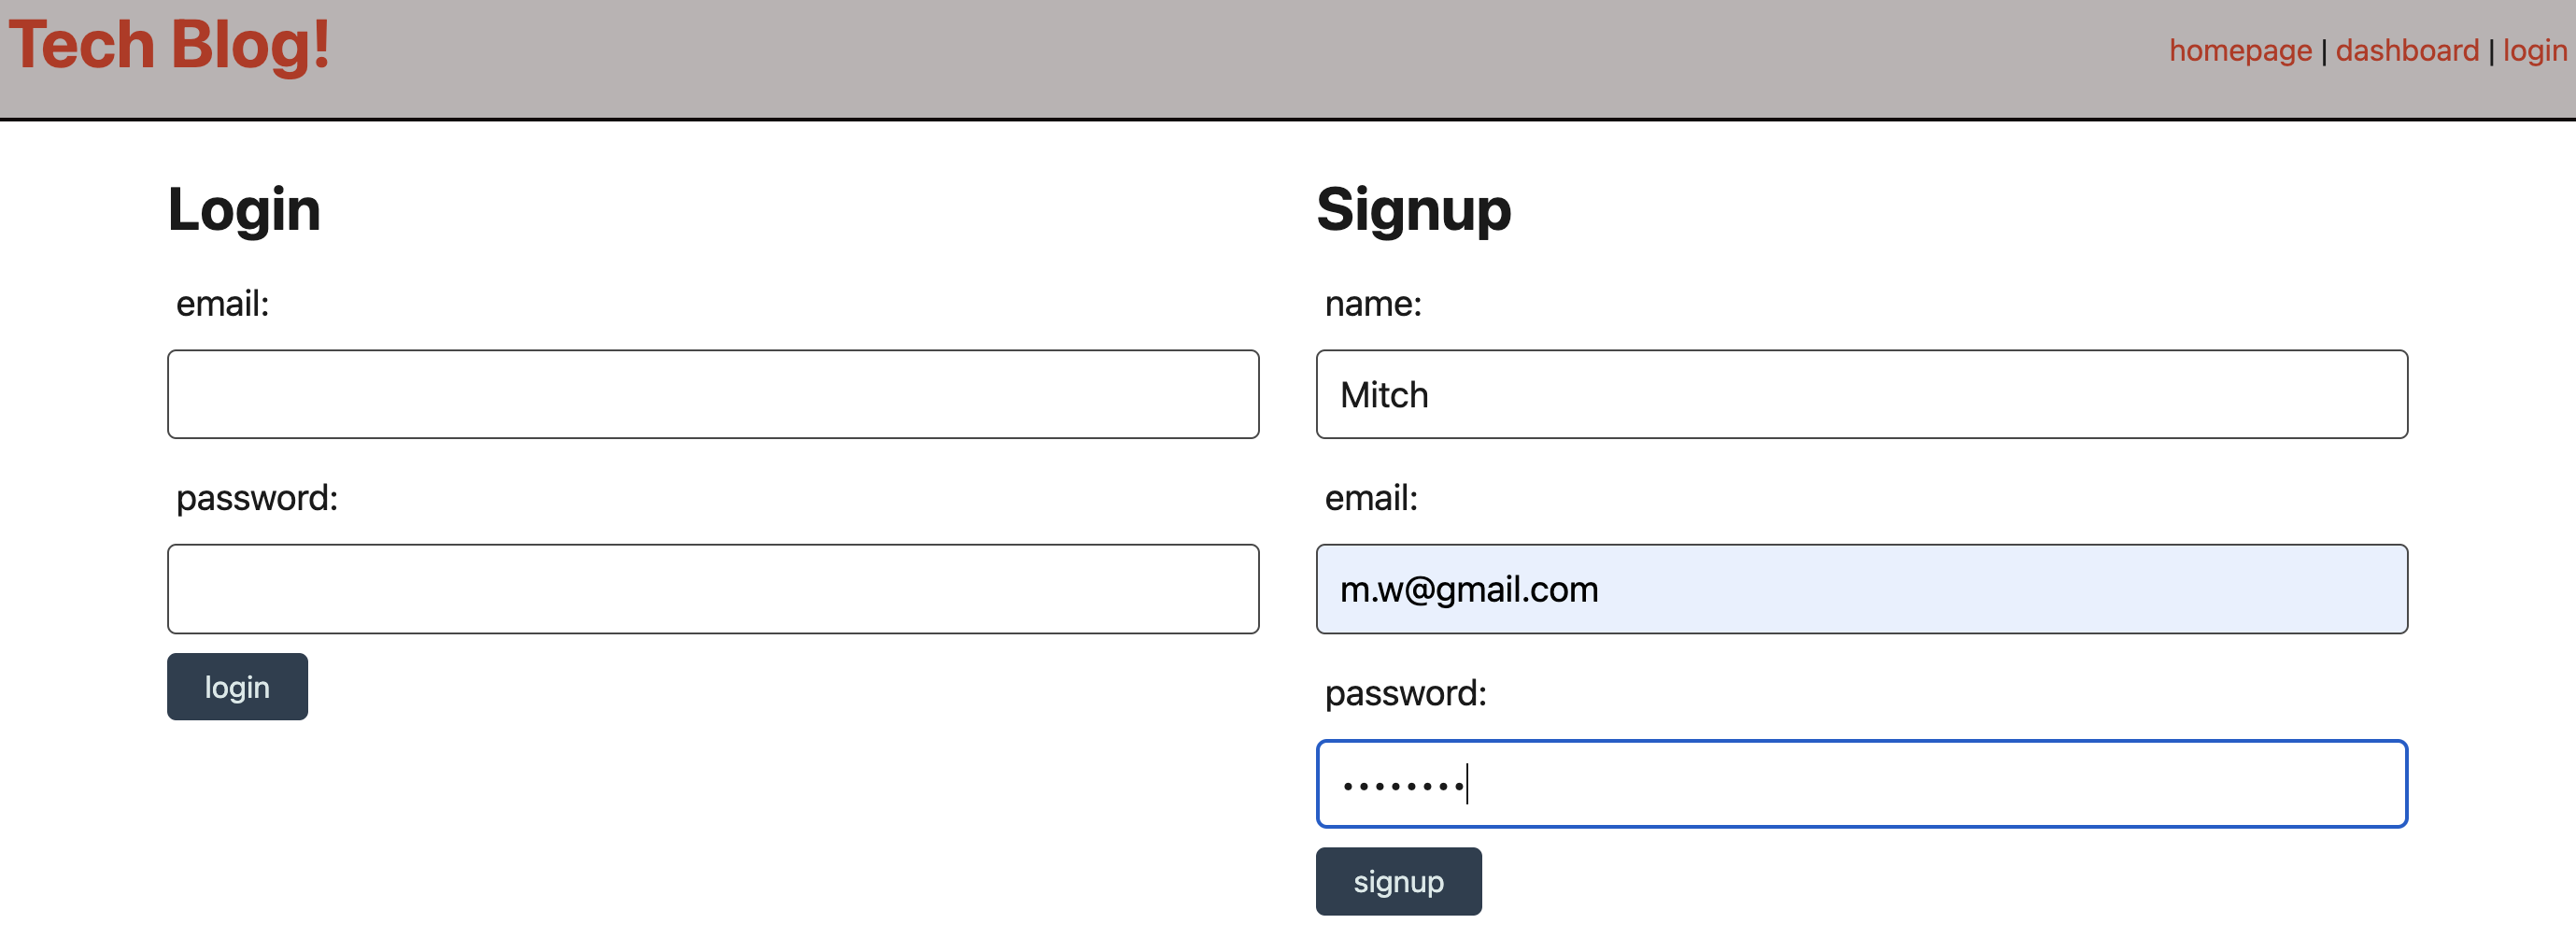 Tech Blog!
homepage | dashboard | login
Login
email:
password:
login
Signup
name:
Mitch
email:
m.w@gmail.com
password:
••••••••
signup